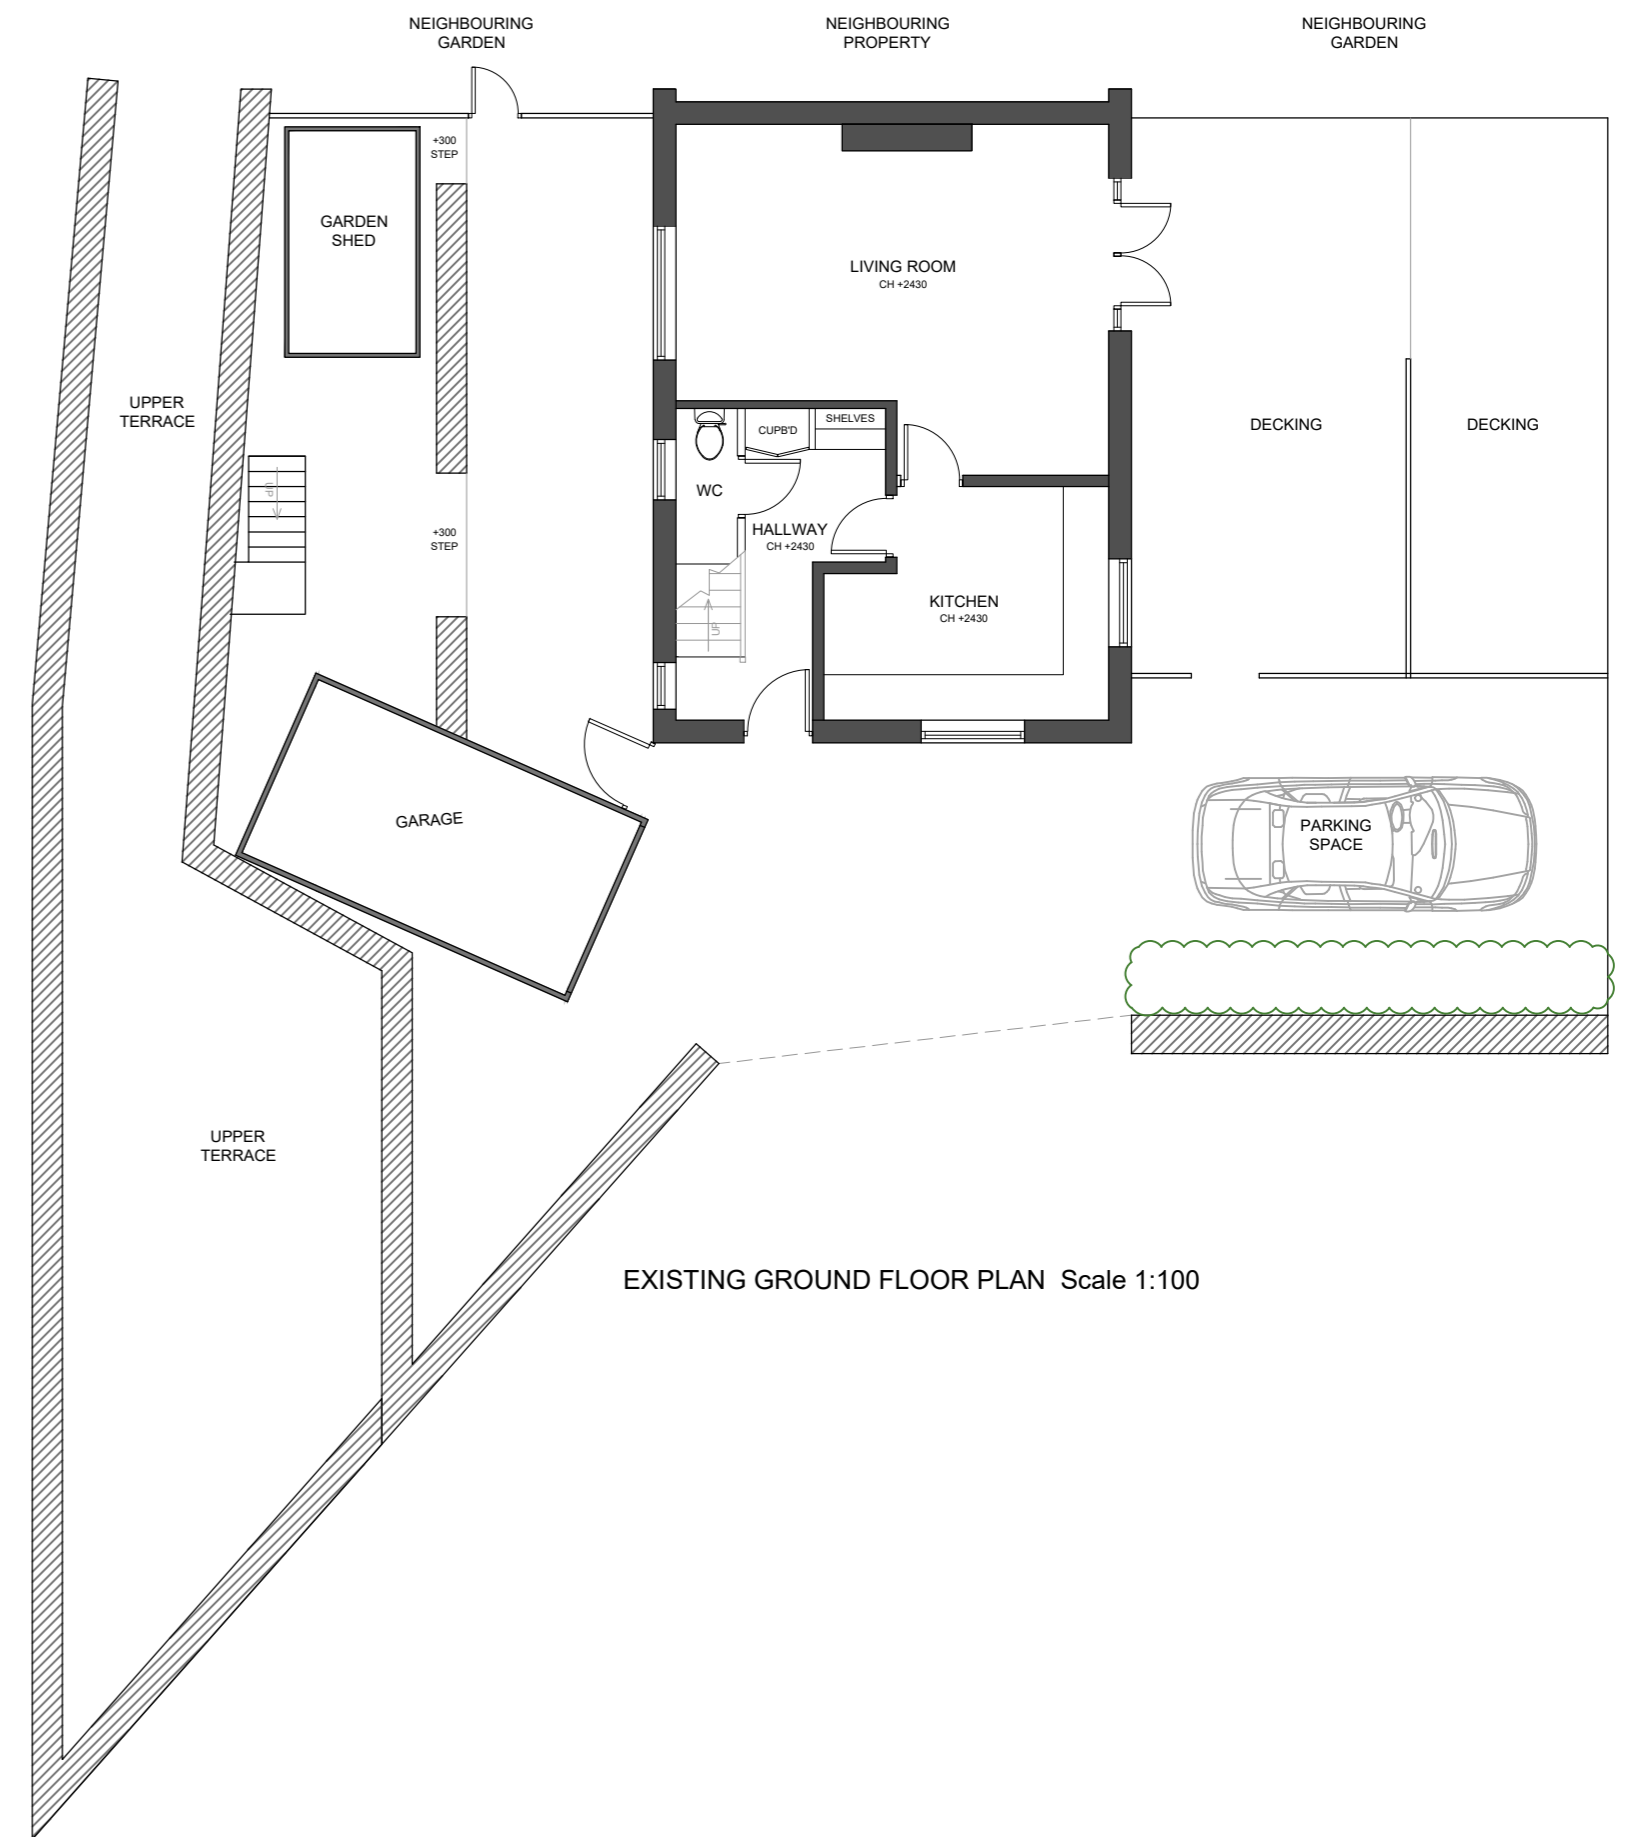 NEIGHBOURING
GARDEN
NEIGHBOURING
PROPERTY
NEIGHBOURING
GARDEN
+300
STEP
GARDEN
SHED
LIVING ROOM
CH +2430
UPPER
TERRACE
CUPB'D
SHELVES
DECKING
DECKING
UP
WC
+300
STEP
HALLWAY
CH +2430
KITCHEN
CH +2430
UP
GARAGE
PARKING
SPACE
UPPER
TERRACE
EXISTING GROUND FLOOR PLAN Scale 1:100